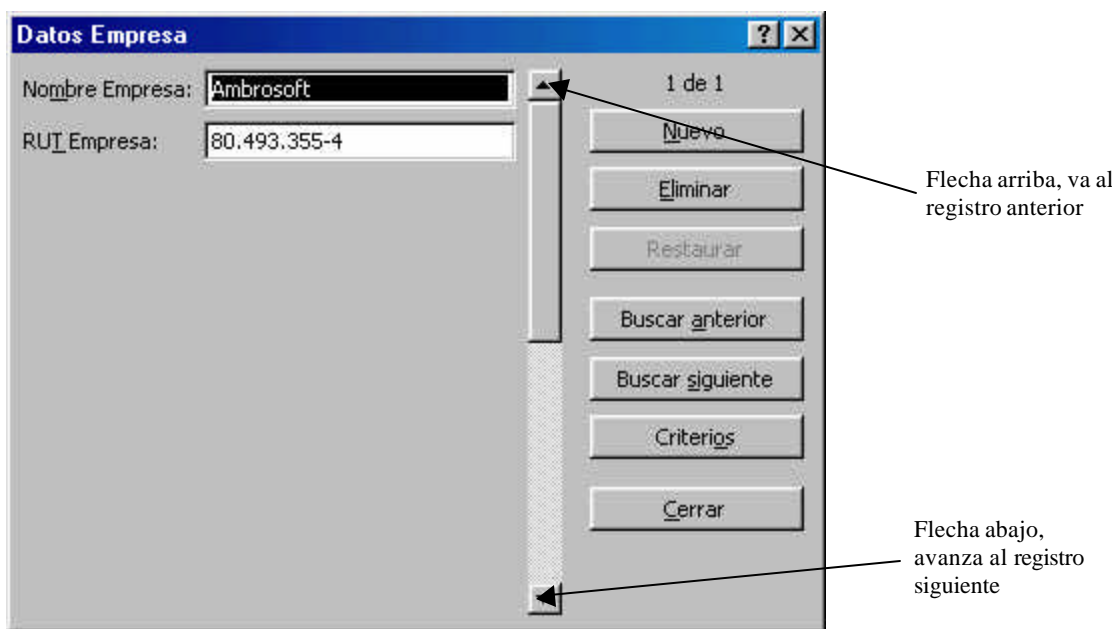 Datos Empresa
Nombre Empresa: Ambrosoft
RUT Empresa: 80.493.355-4
1 de 1
Nuevo
Eliminar
Restaurar
Buscar anterior
Buscar siguiente
Criterios
Cerrar
Flecha arriba, va al
registro anterior
Flecha abajo,
avanza al registro
siguiente